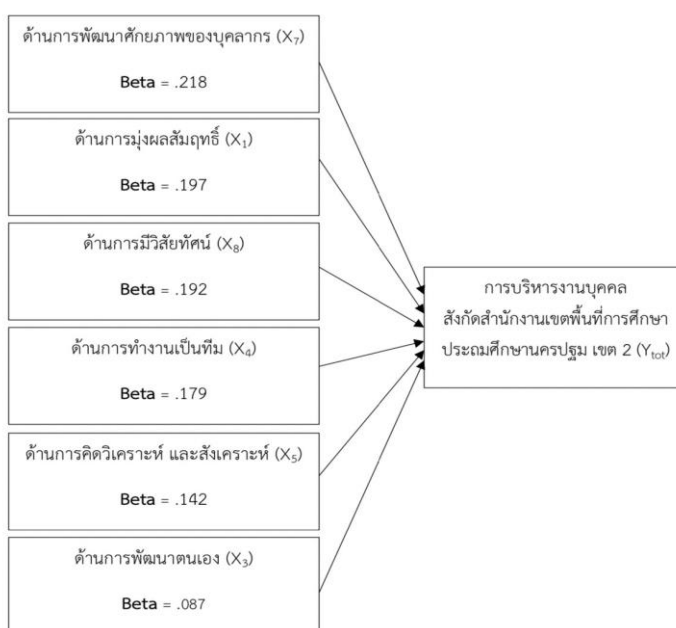 ด้านการพัฒนาศักยภาพของบุคลากร (X₇)
Beta = .218
ด้านการมุ่งผลสัมฤทธิ์ (X₁)
Beta = .197
ด้านการมีวิสัยทัศน์ (X₈)
Beta = .192
ด้านการทำงานเป็นทีม (X₄)
Beta = .179
ด้านการคิดวิเคราะห์ และสังเคราะห์ (X₅)
Beta = .142
ด้านการพัฒนาตนเอง (X₃)
Beta = .087
การบริหารงานบุคคล
สังกัดสำนักงานเขตพื้นที่การศึกษา
ประถมศึกษานครปฐม เขต 2 (Yₜₒₜ)